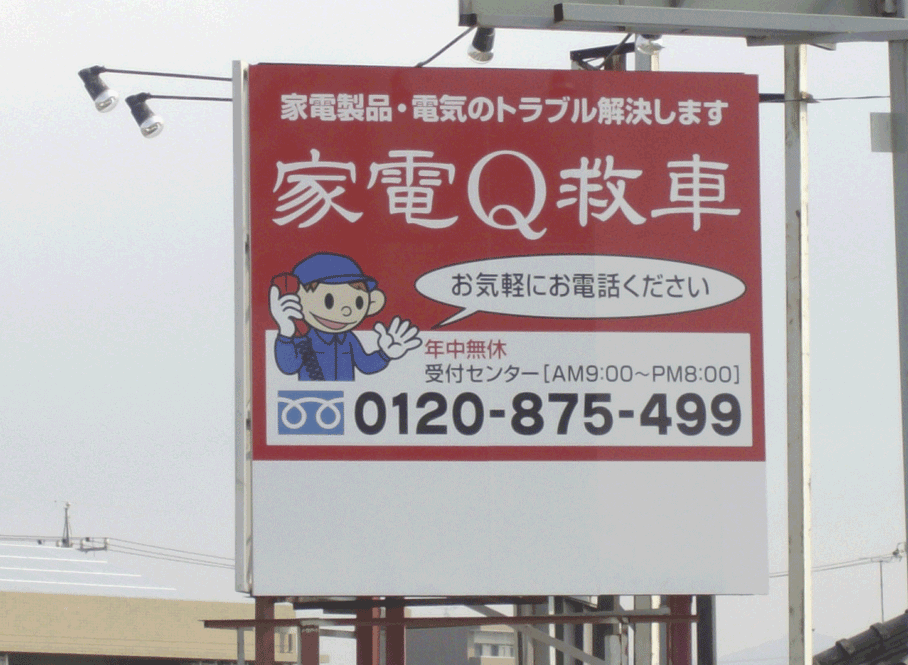 家電製品・電気のトラブル解決します
家電Q救車
お気軽にお電話ください
年中無休
受付センター[AM9:00～PM8:00]
0120-875-499